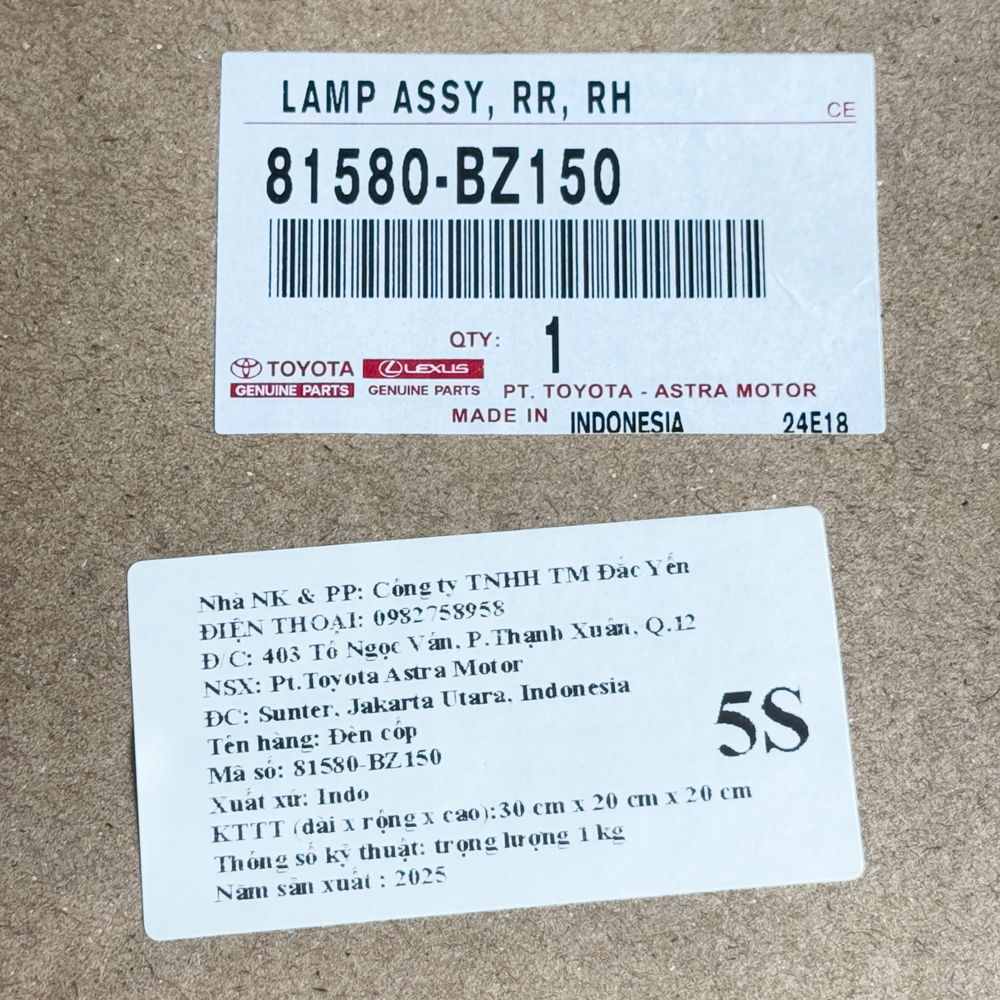 LAMP ASSY, RR, RH
CE
81580-BZ150
QTY: 1
TOYOTA LEXUS
GENUINE PARTS GENUINE PARTS PT. TOYOTA - ASTRA MOTOR
MADE IN INDONESIA 24E18
Nhà NK & PP: Công ty TNHH TM Đắc Yến
ĐIỆN THOẠI: 0982758958
Đ/C: 403 Tô Ngọc Vân, P.Thạnh Xuân, Q.12
NSX: Pt.Toyota Astra Motor
ĐC: Sunter, Jakarta Utara, Indonesia
Tên hàng: Đèn cốp
Mã số: 81580-BZ150
5S
Xuất xứ: Indo
KTTT (dài x rộng x cao):30 cm x 20 cm x 20 cm
Thông số kỹ thuật: trọng lượng 1 kg
Năm sản xuất : 2025